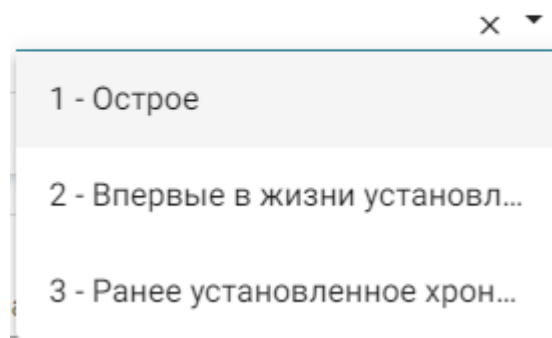 1 - Острое
2 - Впервые в жизни установл...
3 - Ранее установленное хрон...